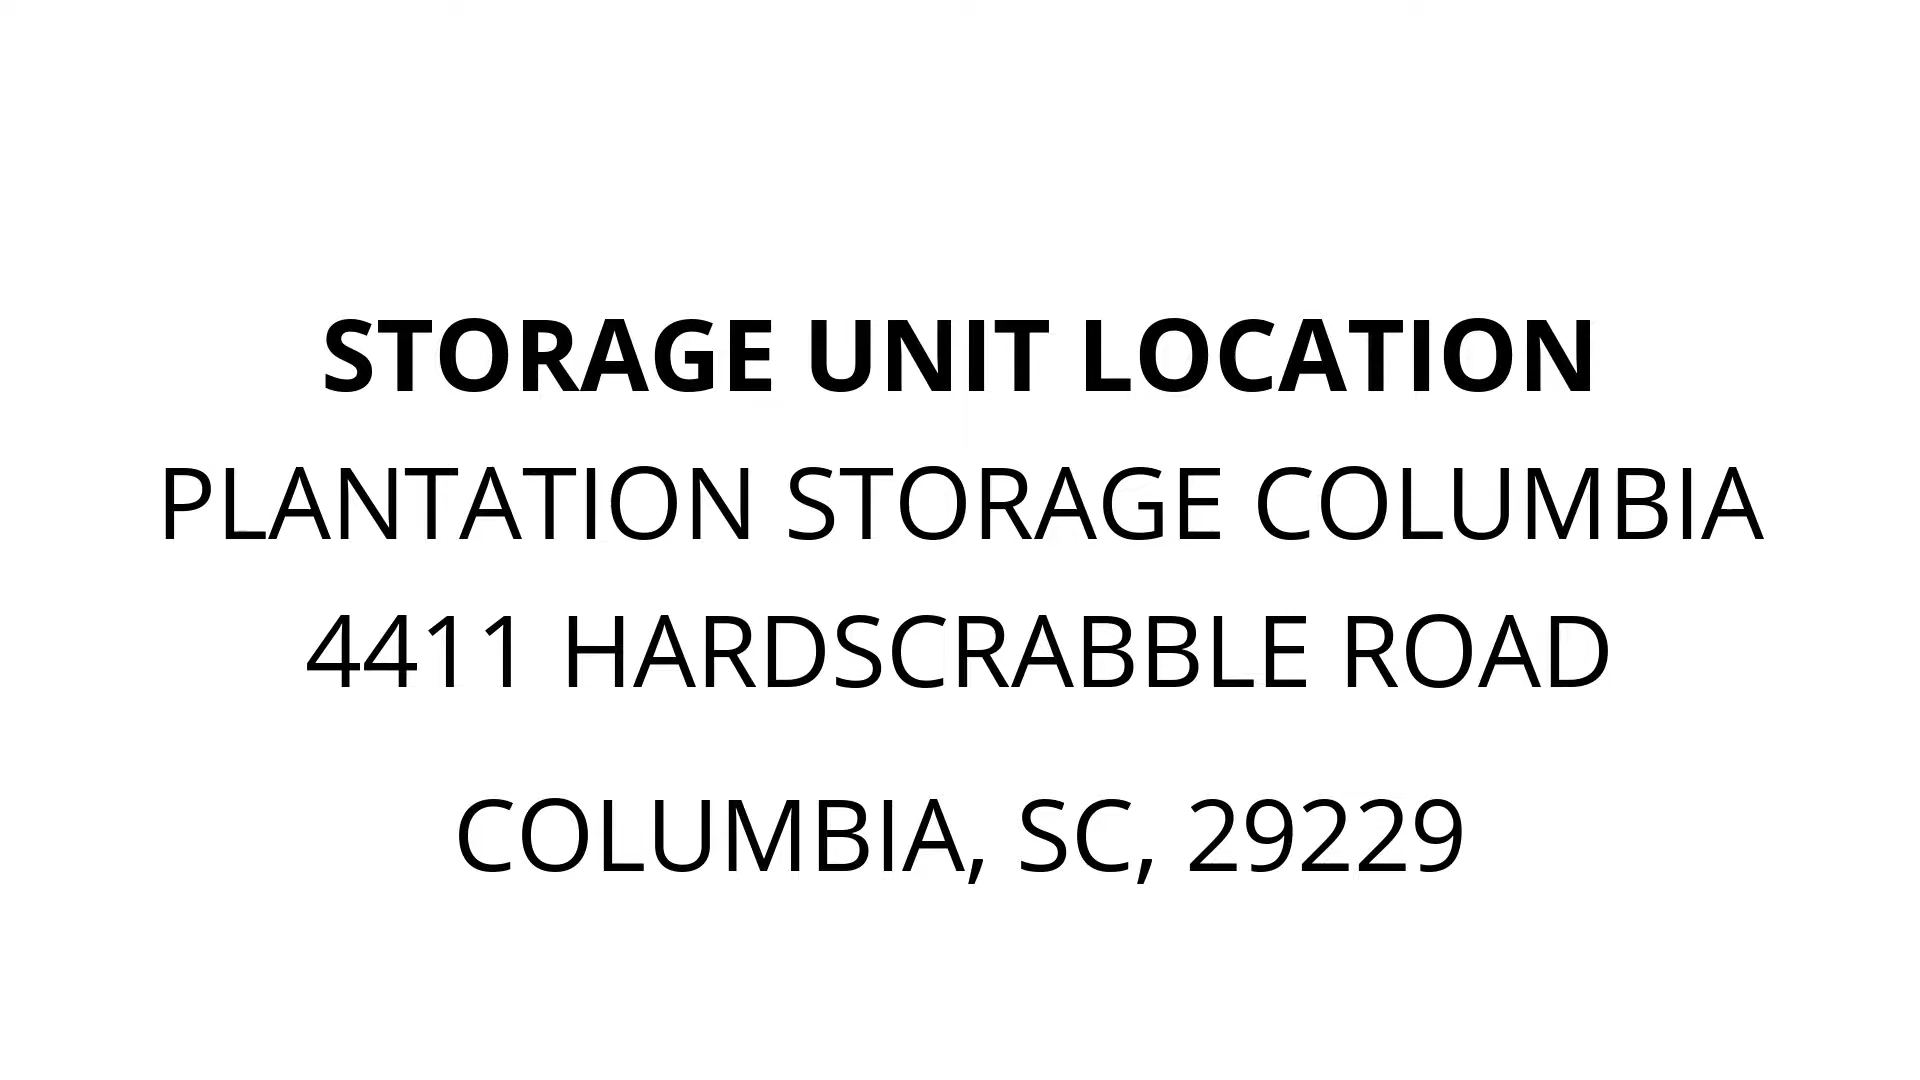 STORAGE UNIT LOCATION
PLANTATION STORAGE COLUMBIA
4411 HARDSCRABBLE ROAD
COLUMBIA, SC, 29229